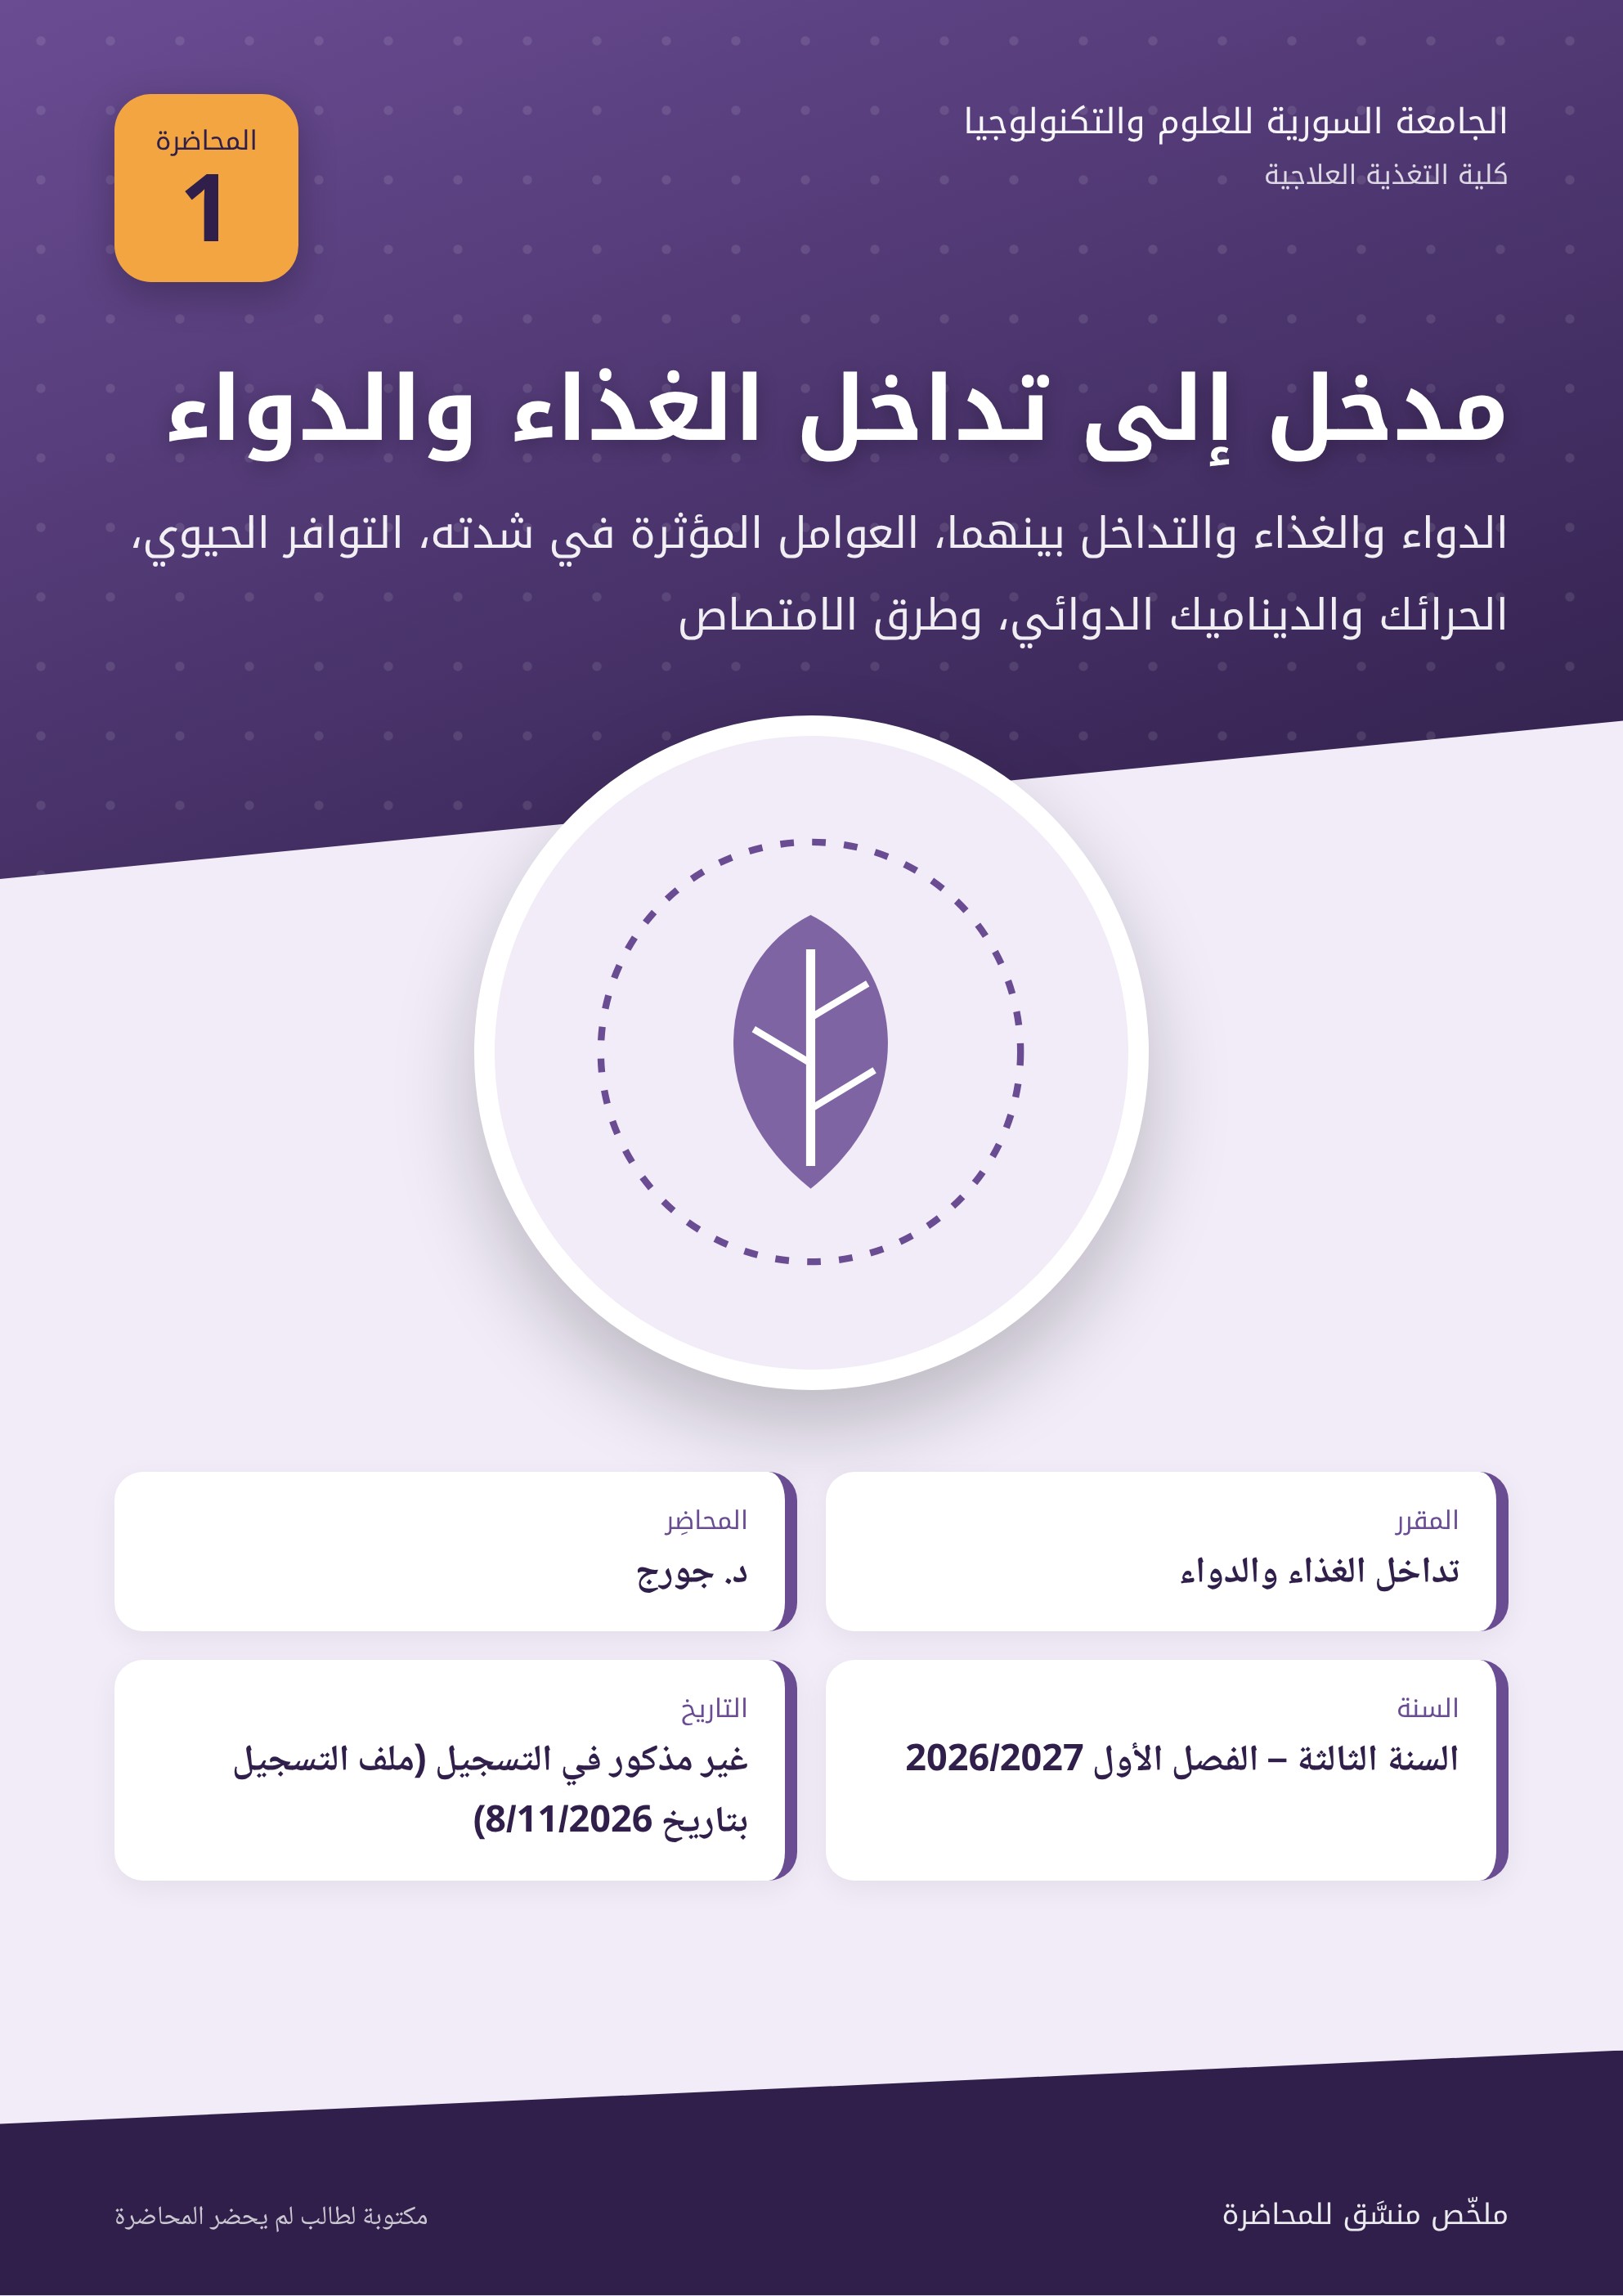 الجامعة السورية للعلوم والتكنولوجيا
كلية التغذية العلاجية
المحاضرة
1
مدخل إلى تداخل الغذاء والدواء
الدواء والغذاء والتداخل بينهما، العوامل المؤثرة في شدته، التوافر الحيوي،
الحرائك والديناميك الدوائي، وطرق الامتصاص
المقرر
تداخل الغذاء والدواء
المحاضِر
د. جورج
السنة
السنة الثالثة – الفصل الأول 2026/2027
التاريخ
غير مذكور في التسجيل (ملف التسجيل
بتاريخ 8/11/2026)
ملخّص منسَّق للمحاضرة
مكتوبة لطالب لم يحضر المحاضرة